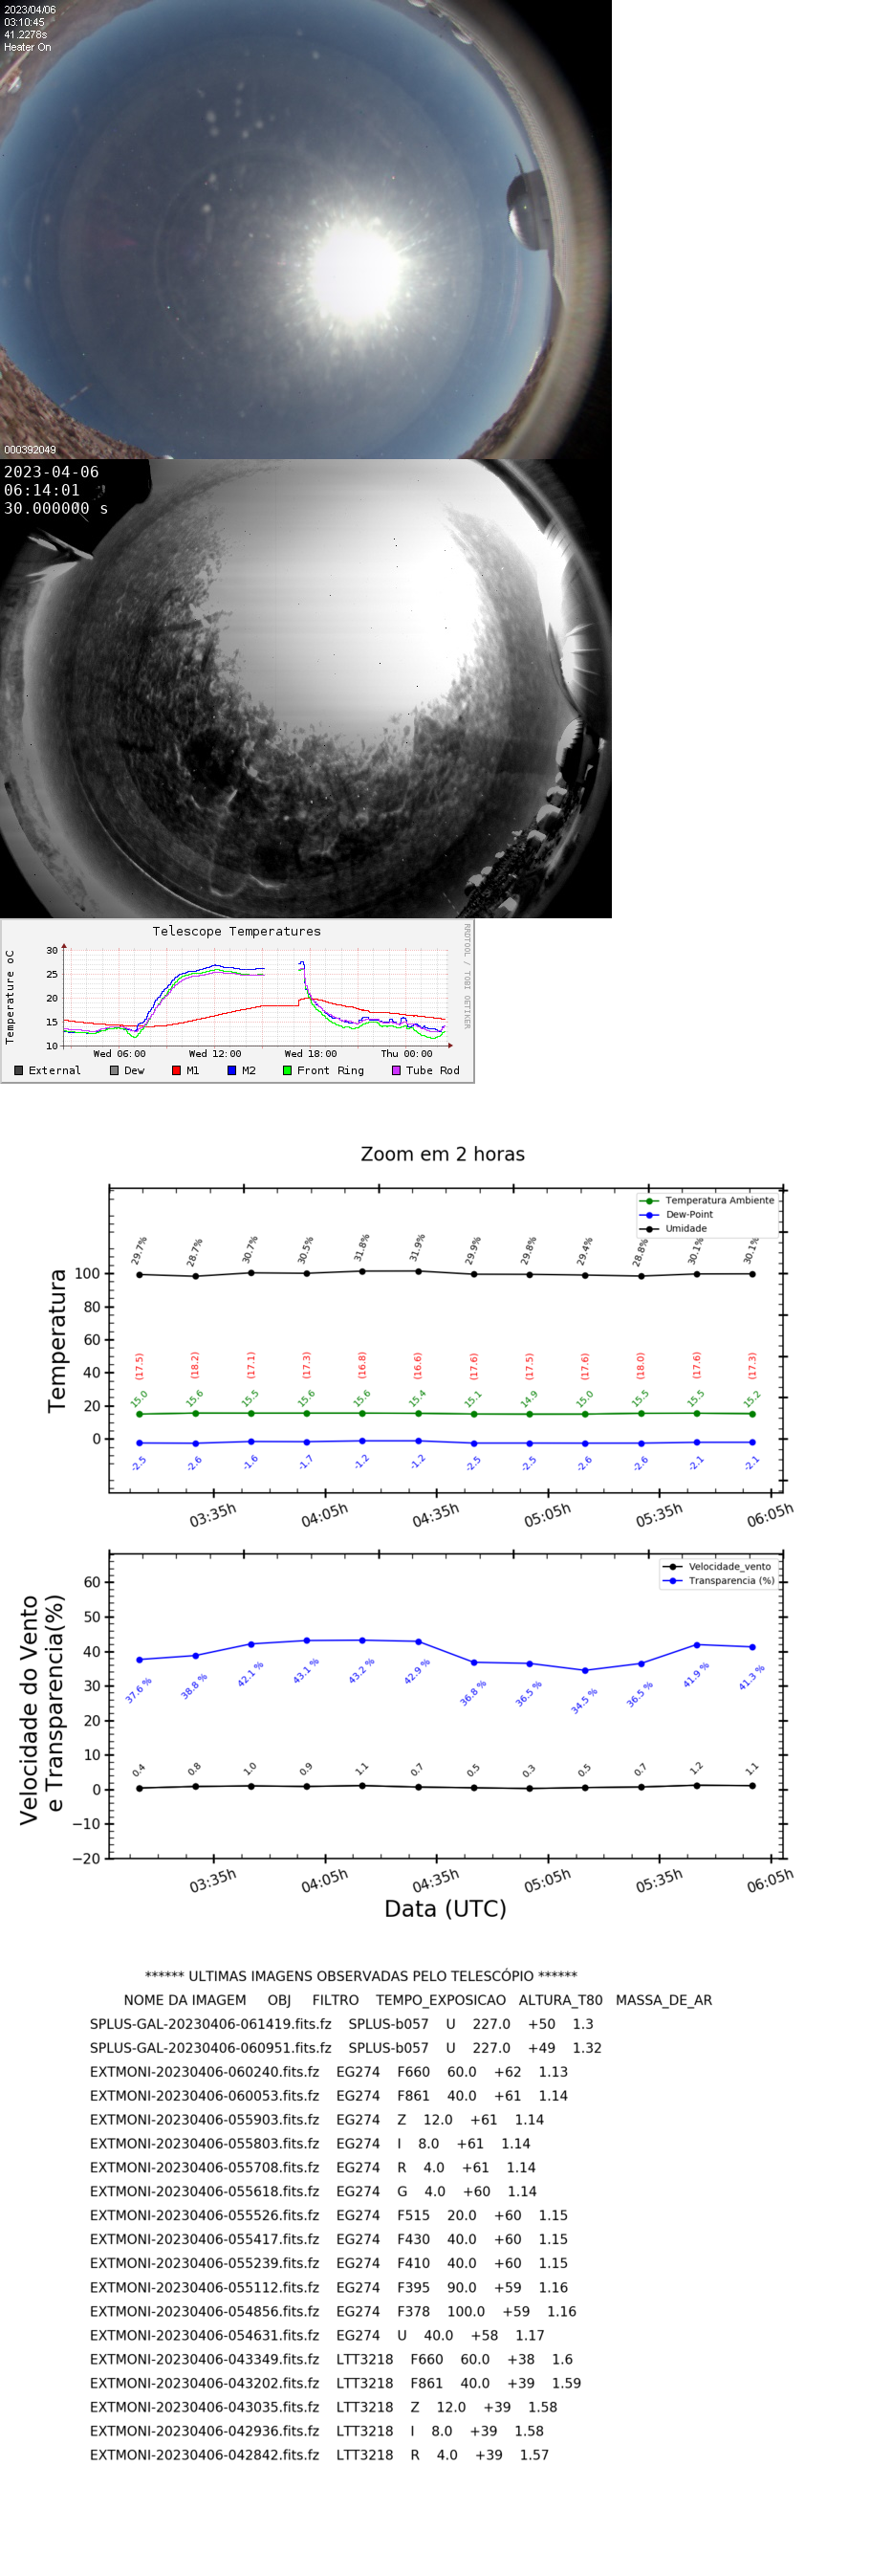 2023/04/06
03:10:45
41.2278s
Heater On
000392049
2023-04-06
06:14:01
30.000000 s
Telescope Temperatures
Temperature oC
30
25
20
15
10
Wed 06:00 Wed 12:00 Wed 18:00 Thu 00:00
External Dew M1 M2 Front Ring Tube Rod
RRDTOOL / TOBI OETIKER
Zoom em 2 horas
Temperatura Ambiente
Dew-Point
Umidade
Temperatura
100
80
60
40
20
0
29.7% 28.7% 30.7% 30.5% 31.8% 31.9% 29.9% 29.8% 29.4% 28.8% 30.1% 30.1%
(17.5) (18.2) (17.1) (17.3) (16.8) (16.6) (17.6) (17.5) (17.6) (18.0) (17.6) (17.3)
15.0 15.6 15.5 15.6 15.6 15.4 15.1 14.9 15.0 15.5 15.5 15.2
-2.5 -2.6 -1.6 -1.7 -1.2 -1.2 -2.5 -2.5 -2.6 -2.6 -2.1 -2.1
03:35h 04:05h 04:35h 05:05h 05:35h 06:05h
Velocidade_vento
Transparencia (%)
Velocidade do Vento
e Transparencia(%)
60
50
40
30
20
10
0
−10
−20
37.6 % 38.8 % 42.1 % 43.1 % 43.2 % 42.9 % 36.8 % 36.5 % 34.5 % 36.5 % 41.9 % 41.3 %
0.4 0.8 1.0 0.9 1.1 0.7 0.5 0.3 0.5 0.7 1.2 1.1
03:35h 04:05h 04:35h 05:05h 05:35h 06:05h
Data (UTC)
****** ULTIMAS IMAGENS OBSERVADAS PELO TELESCÓPIO ******
NOME DA IMAGEM OBJ FILTRO TEMPO_EXPOSICAO ALTURA_T80 MASSA_DE_AR
SPLUS-GAL-20230406-061419.fits.fz SPLUS-b057 U 227.0 +50 1.3
SPLUS-GAL-20230406-060951.fits.fz SPLUS-b057 U 227.0 +49 1.32
EXTMONI-20230406-060240.fits.fz EG274 F660 60.0 +62 1.13
EXTMONI-20230406-060053.fits.fz EG274 F861 40.0 +61 1.14
EXTMONI-20230406-055903.fits.fz EG274 Z 12.0 +61 1.14
EXTMONI-20230406-055803.fits.fz EG274 I 8.0 +61 1.14
EXTMONI-20230406-055708.fits.fz EG274 R 4.0 +61 1.14
EXTMONI-20230406-055618.fits.fz EG274 G 4.0 +60 1.14
EXTMONI-20230406-055526.fits.fz EG274 F515 20.0 +60 1.15
EXTMONI-20230406-055417.fits.fz EG274 F430 40.0 +60 1.15
EXTMONI-20230406-055239.fits.fz EG274 F410 40.0 +60 1.15
EXTMONI-20230406-055112.fits.fz EG274 F395 90.0 +59 1.16
EXTMONI-20230406-054856.fits.fz EG274 F378 100.0 +59 1.16
EXTMONI-20230406-054631.fits.fz EG274 U 40.0 +58 1.17
EXTMONI-20230406-043349.fits.fz LTT3218 F660 60.0 +38 1.6
EXTMONI-20230406-043202.fits.fz LTT3218 F861 40.0 +39 1.59
EXTMONI-20230406-043035.fits.fz LTT3218 Z 12.0 +39 1.58
EXTMONI-20230406-042936.fits.fz LTT3218 I 8.0 +39 1.58
EXTMONI-20230406-042842.fits.fz LTT3218 R 4.0 +39 1.57